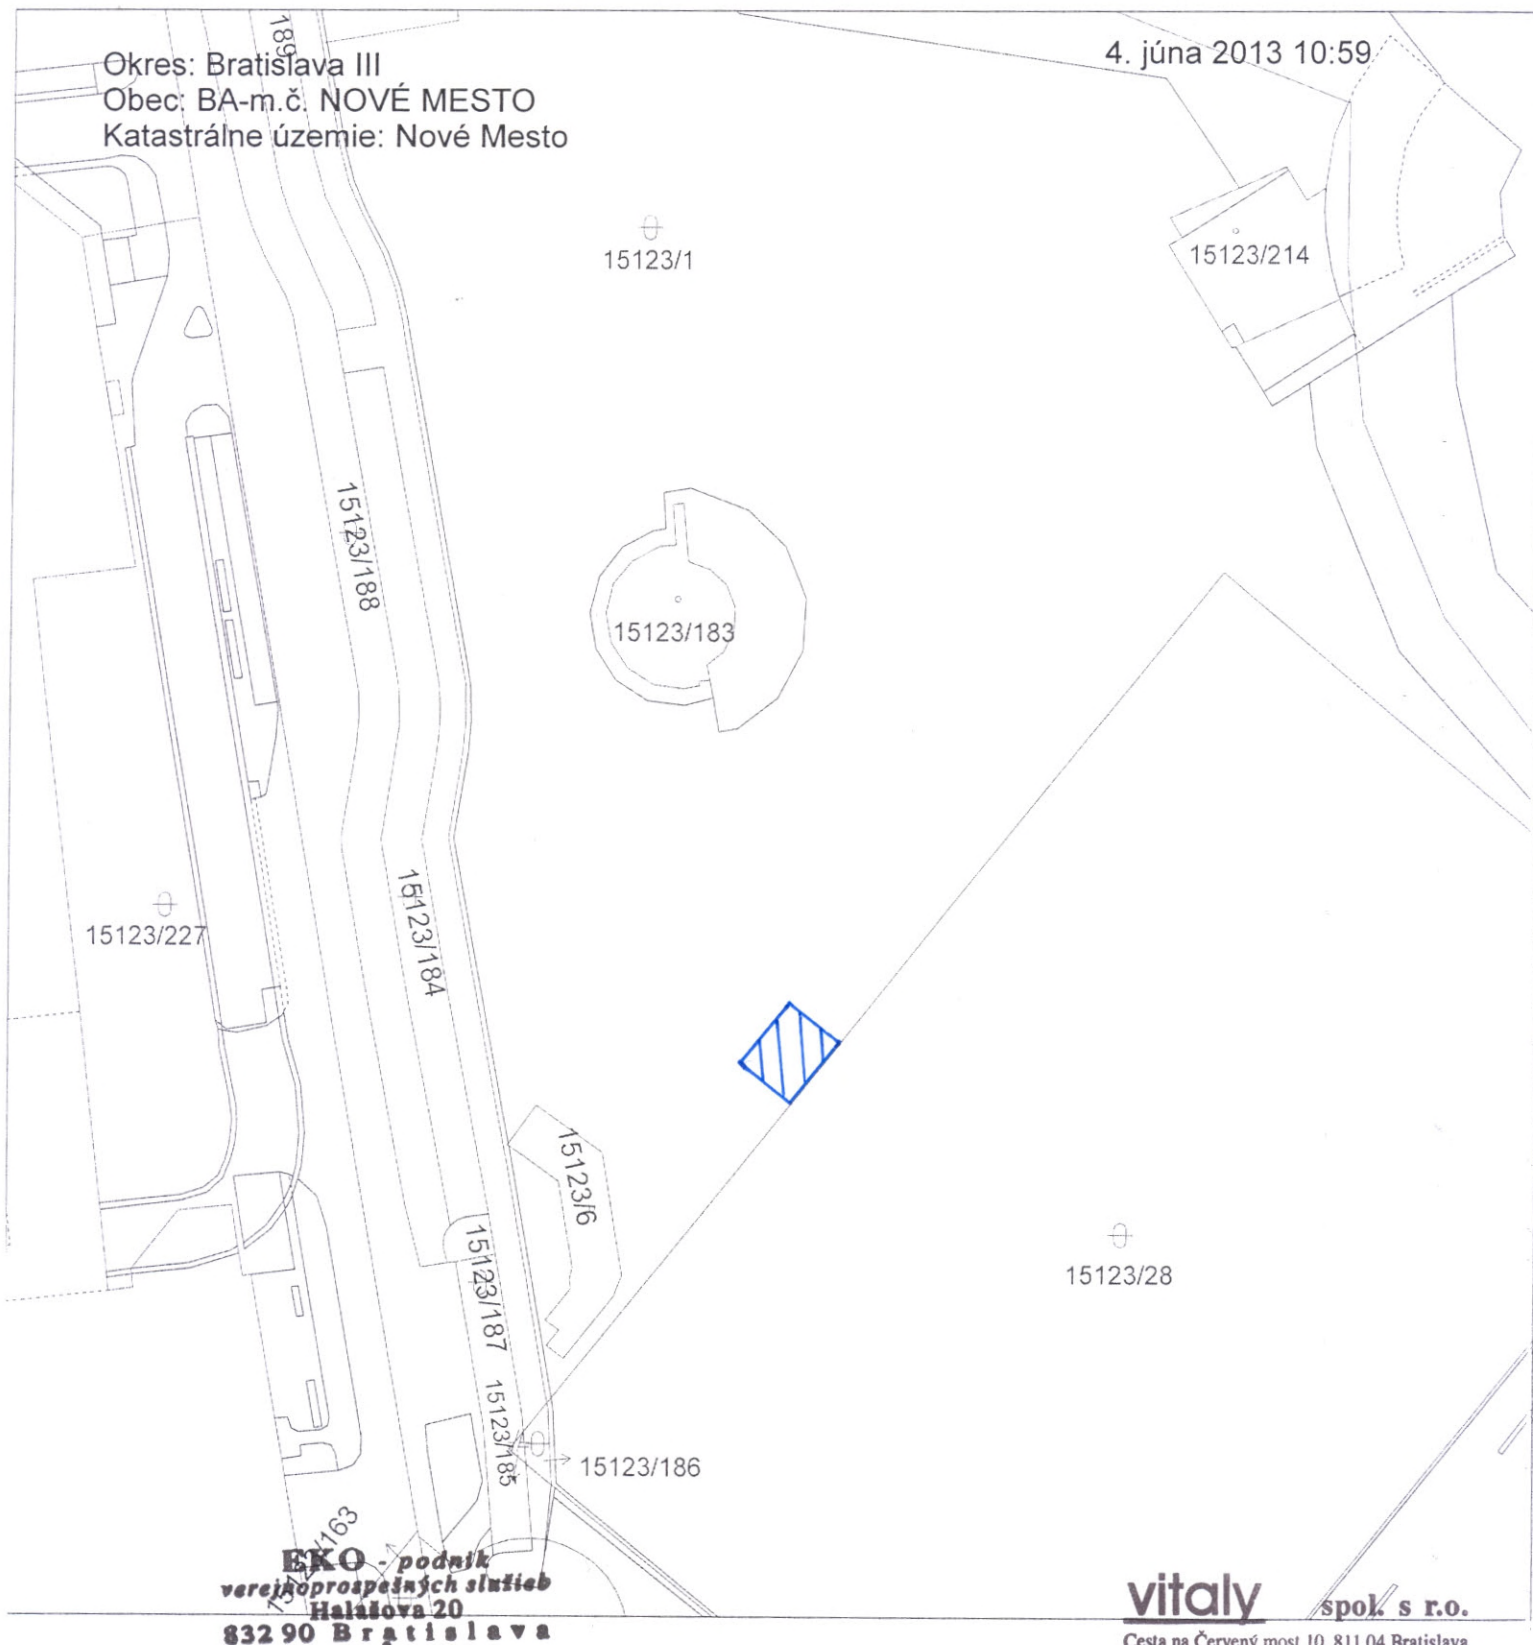 189
Okres: Bratislava III
4. júna 2013 10:59
Obec: BA-m.č. NOVÉ MESTO
Katastrálne územie: Nové Mesto
15123/1
15123/214
15123/188
15123/183
15123/227
15123/184
15123/6
15123/187
15123/28
15123/185
15123/186
EKO - podnik
verejnoprospešných služieb
Halašova 20
832 90 Bratislava
vitaly spol. s r.o.
Cesta na Červený most 10, 811 04 Bratislava